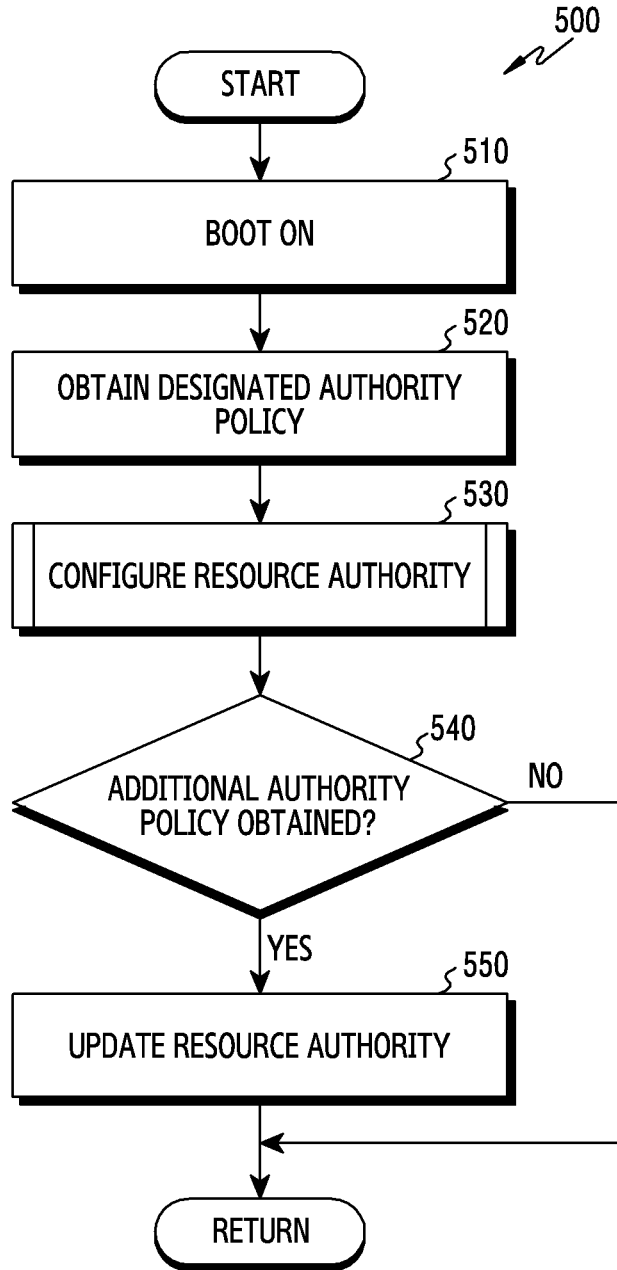 500
START
510
BOOT ON
520
OBTAIN DESIGNATED AUTHORITY
POLICY
530
CONFIGURE RESOURCE AUTHORITY
540
ADDITIONAL AUTHORITY
POLICY OBTAINED?
NO
YES
550
UPDATE RESOURCE AUTHORITY
RETURN